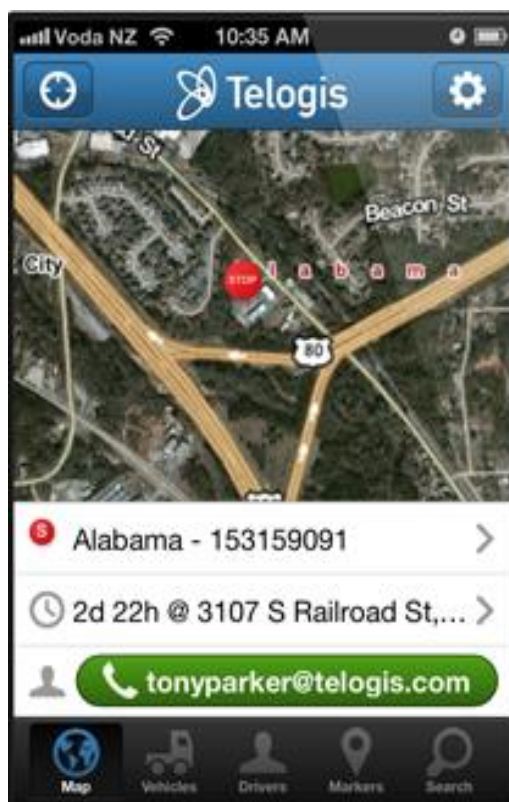 Voda NZ 10:35 AM
Telogis
St
Beacon St
City
STOP
labama
80
S Alabama - 153159091
2d 22h @ 3107 S Railroad St,...
tonyparker@telogis.com
Map Vehicles Drivers Markers Search